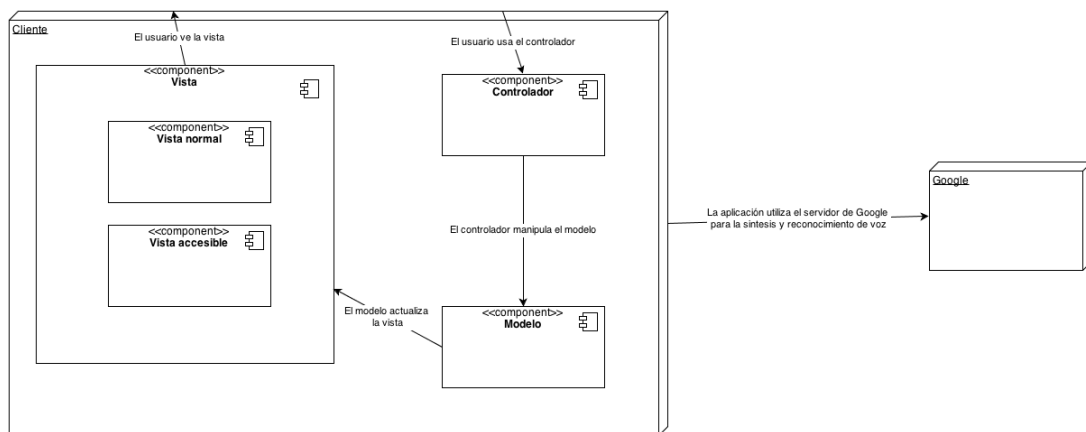 Cliente
El usuario ve la vista
El usuario usa el controlador
<<component>>
Vista
<<component>>
Vista normal
<<component>>
Vista accesible
<<component>>
Controlador
El controlador manipula el modelo
El modelo actualiza
la vista
<<component>>
Modelo
La aplicación utiliza el servidor de Google
para la sintesis y reconocimiento de voz
Google